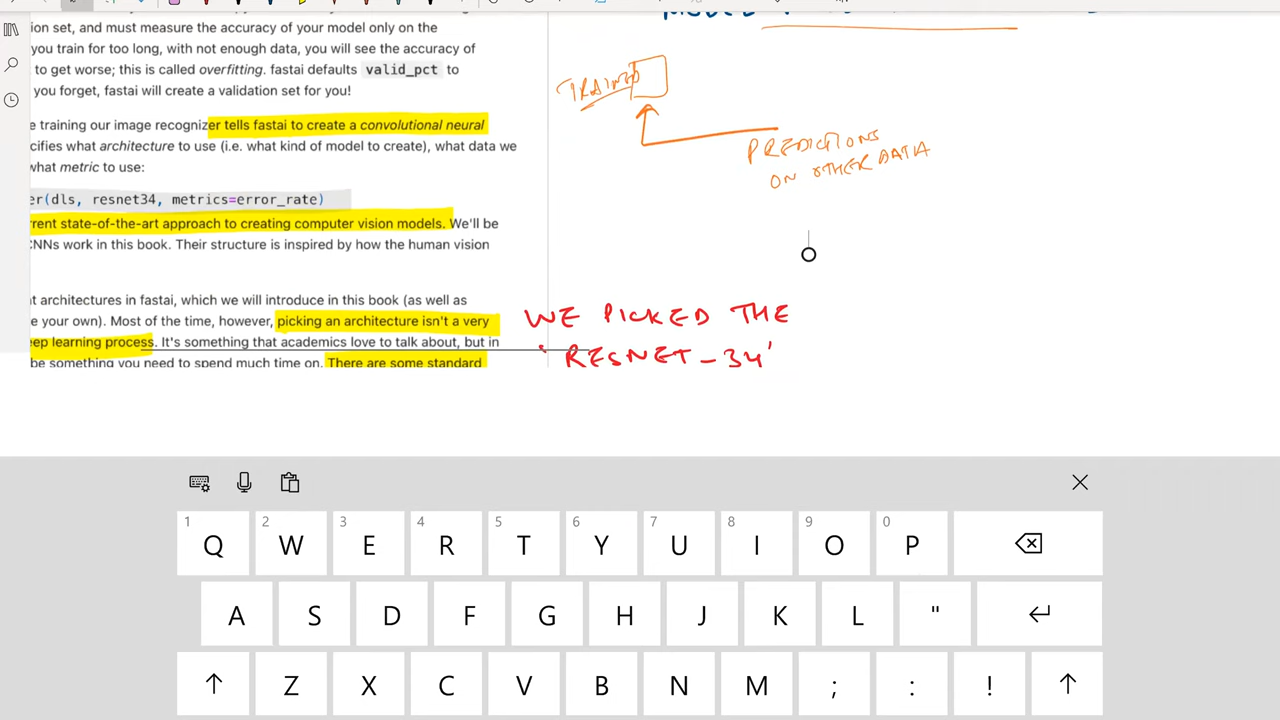 ion set, and must measure the accuracy of your model only on the
you train for too long, with not enough data, you will see the accuracy of
to get worse; this is called overfitting. fastai defaults valid_pct to
you forget, fastai will create a validation set for you!
e training our image recognizer tells fastai to create a convolutional neural
cifies what architecture to use (i.e. what kind of model to create), what data we
what metric to use:
er(dls, resnet34, metrics=error_rate)
rrent state-of-the-art approach to creating computer vision models. We'll be
CNNs work in this book. Their structure is inspired by how the human vision
nt architectures in fastai, which we will introduce in this book (as well as
e your own). Most of the time, however, picking an architecture isn't a very
eep learning process. It's something that academics love to talk about, but in
be something you need to spend much time on. There are some standard
MODEL
TRAINED
PREDICTIONS
ON OTHER DATA
WE PICKED THE
'RESNET-34'
1 2 3 4 5 6 7 8 9 0
Q W E R T Y U I O P
A S D F G H J K L "
Z X C V B N M ; : !